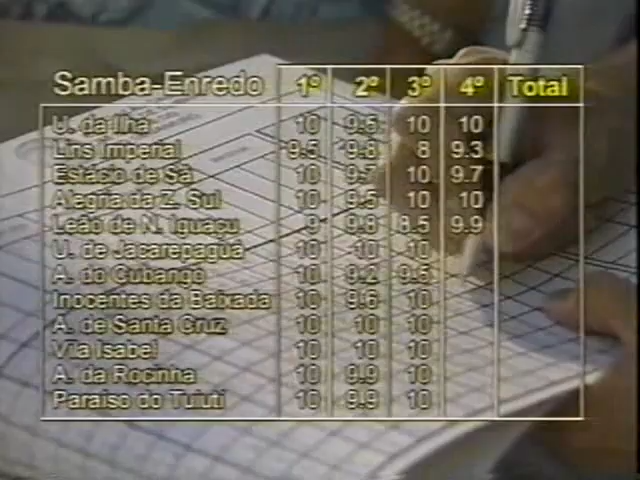 Samba-Enredo 1º 2º 3º 4º Total
U. da Ilha 10 9.5 10 10
Lins Imperial 9.5 9.8 8 9.3
Estácio de Sá 10 9.7 10 9.7
Alegria da Z. Sul 10 9.5 10 10
Leão de N. Iguaçu 9 9.8 8.5 9.9
U. de Jacarepaguá 10 10 10
A. do Cubango 10 9.2 9.5
Inocentes da Baixada 10 9.6 10
A. de Santa Cruz 10 10 10
Vila Isabel 10 10 10
A. da Rocinha 10 9.9 10
Paraíso do Tuiuti 10 9.9 10